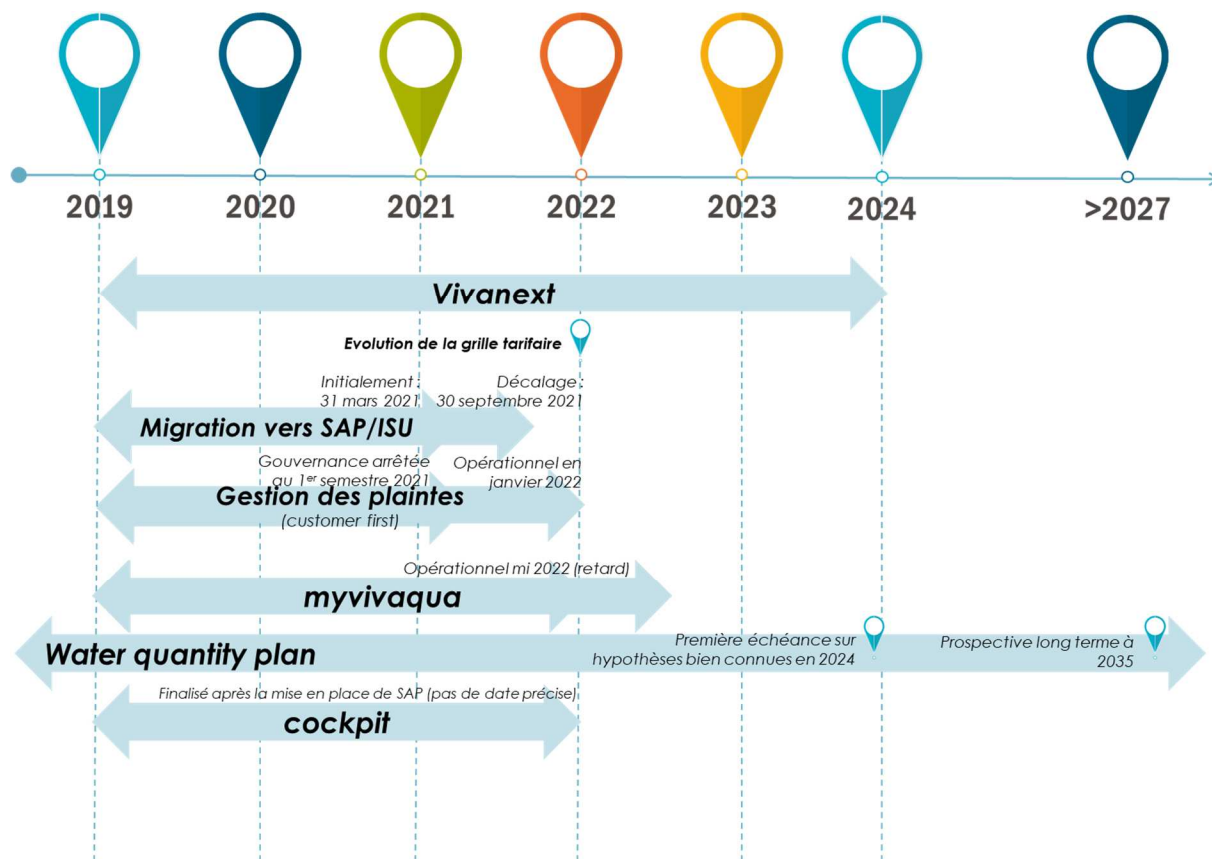 2019 2020 2021 2022 2023 2024 >2027
Vivanext
Evolution de la grille tarifaire
Initialement :
31 mars 2021
Décalage :
30 septembre 2021
Migration vers SAP/ISU
Gouvernance arrêtée
au 1er semestre 2021
Opérationnel en
janvier 2022
Gestion des plaintes
(customer first)
Opérationnel mi 2022 (retard)
myvivaqua
Water quantity plan
Première échéance sur
hypothèses bien connues en 2024
Prospective long terme à
2035
Finalisé après la mise en place de SAP (pas de date précise)
cockpit